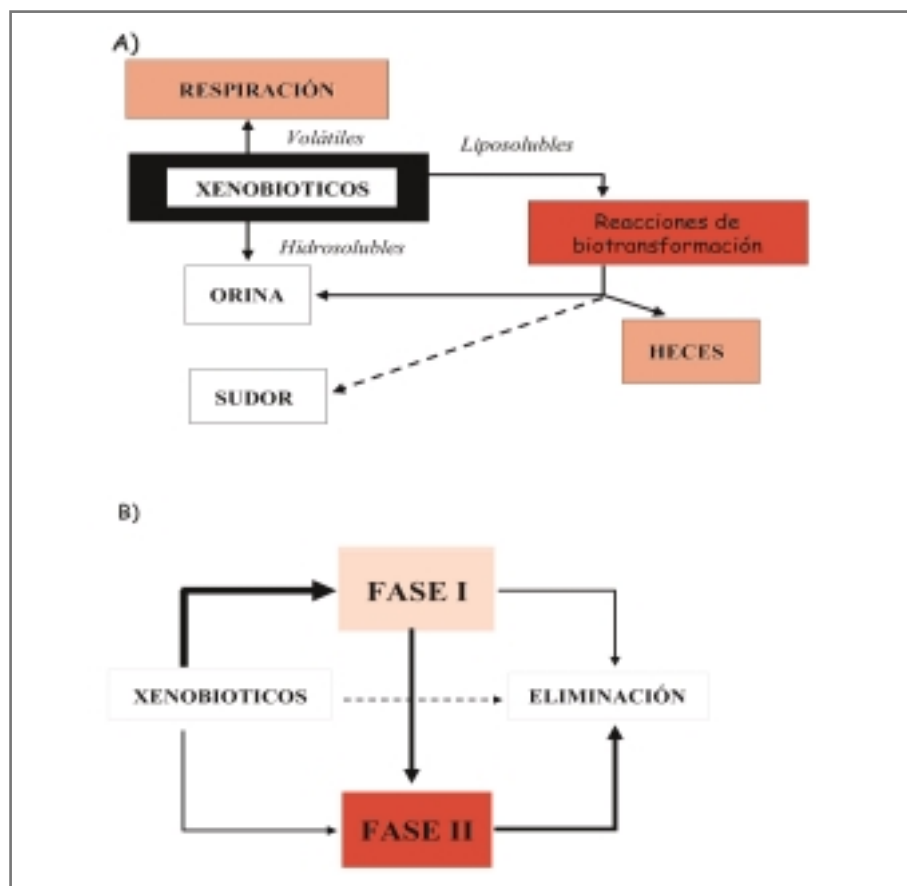 A)
RESPIRACIÓN
Volátiles
Liposolubles
XENOBIOTICOS
Reacciones de
biotransformación
Hidrosolubles
ORINA
HECES
SUDOR
B)
FASE I
XENOBIOTICOS
ELIMINACIÓN
FASE II